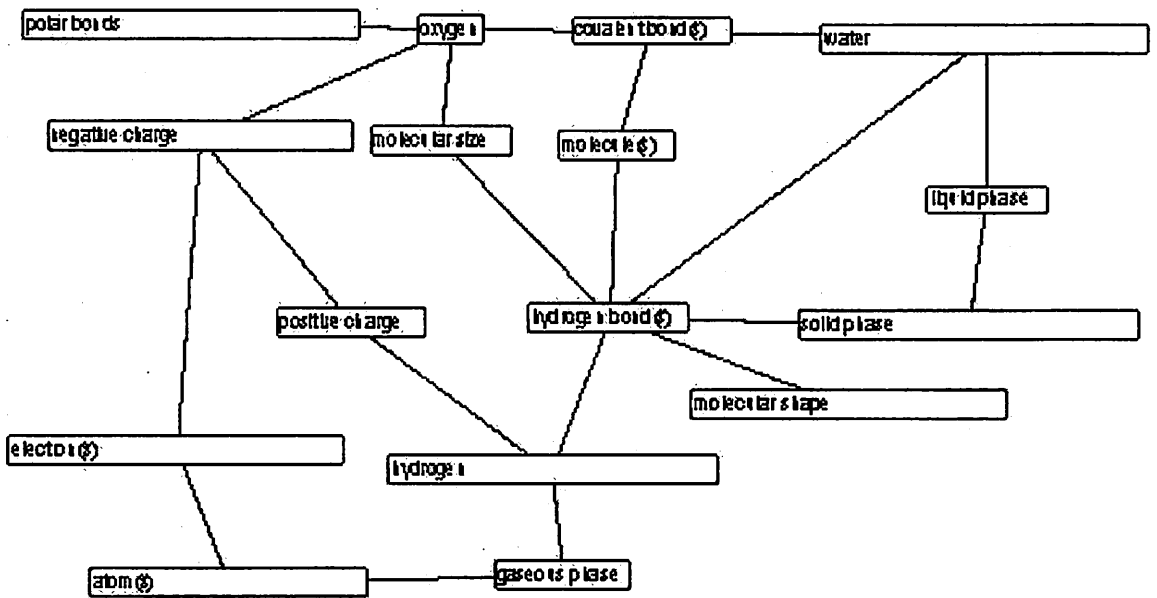 polar bonds
oxygen
covalent bond(s)
water
negative charge
molecular size
molecule(s)
liquid phase
positive charge
hydrogen bond(s)
solid phase
molecular shape
electron(s)
hydrogen
atom(s)
gaseous phase